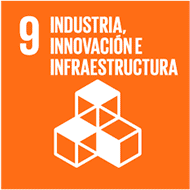 9 INDUSTRIA,
INNOVACIÓN E
INFRAESTRUCTURA